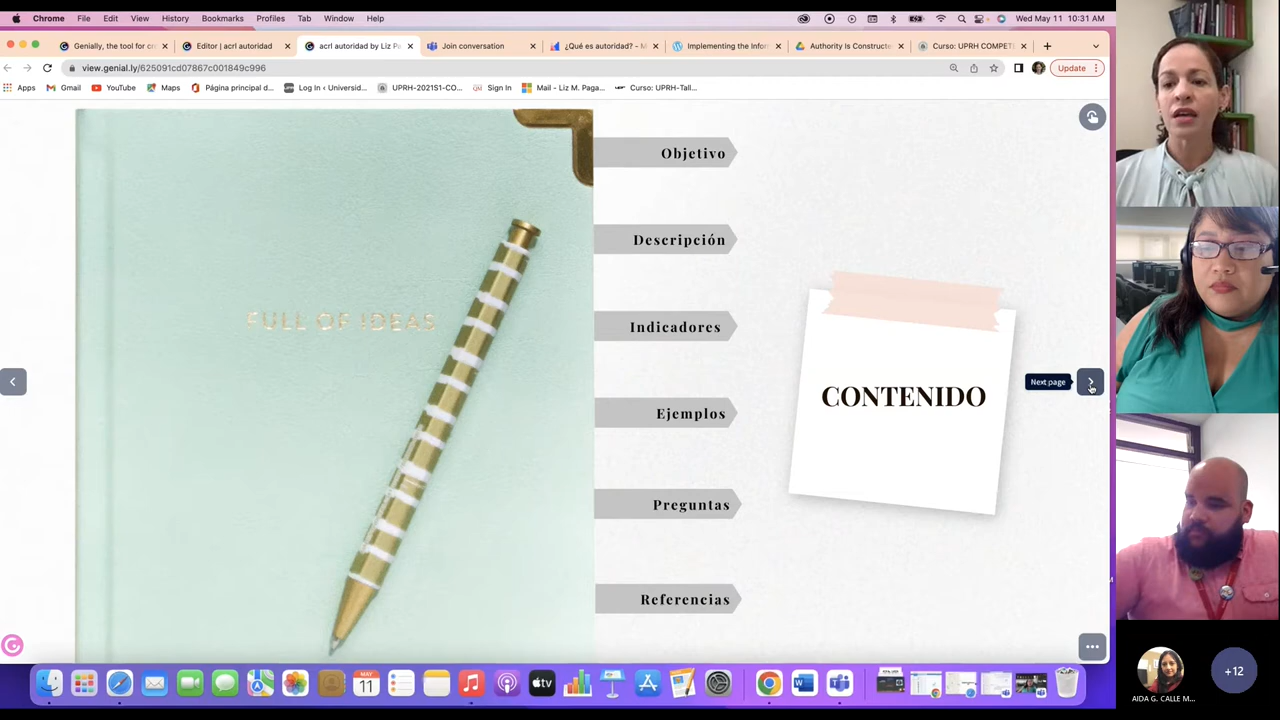 Chrome File Edit View History Bookmarks Profiles Tab Window Help
Wed May 11 10:31 AM
Genially, the tool for cr
Editor | acrl autoridad
acrl autoridad by Liz Pa
Join conversation
¿Qué es autoridad? - M
Implementing the Infor
Authority Is Constructe
Curso: UPRH COMPETE
view.genial.ly/625091cd07867c001849c996
Update
Apps
Gmail
YouTube
Maps
Página principal d...
Log In ‹ Universid...
UPRH-2021S1-CO...
Sign In
Mail - Liz M. Paga...
Curso: UPRH-Tall...
Objetivo
Descripción
FULL OF IDEAS
Indicadores
Next page
CONTENIDO
Ejemplos
Preguntas
Referencias
MAY
11
tv
AIDA G. CALLE M...
+12